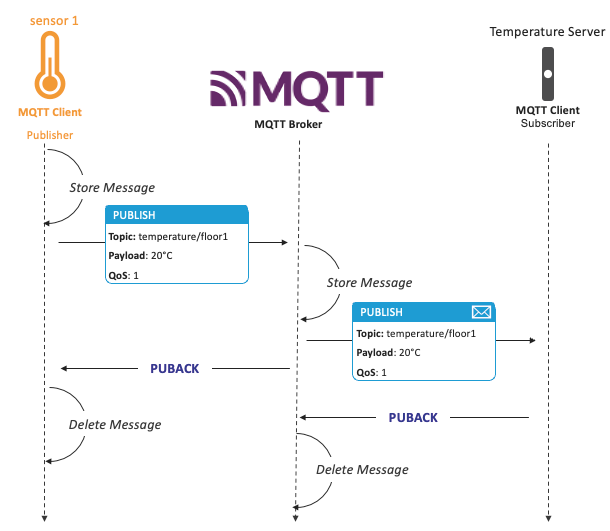 sensor 1
Temperature Server
MQTT
MQTT Client
MQTT Client
MQTT Broker
Subscriber
Publisher
Store Message
PUBLISH
Topic: temperature/floor1
Payload: 20°C
QoS: 1
Store Message
PUBLISH
Topic: temperature/floor1
Payload: 20°C
QoS: 1
PUBACK
PUBACK
Delete Message
Delete Message